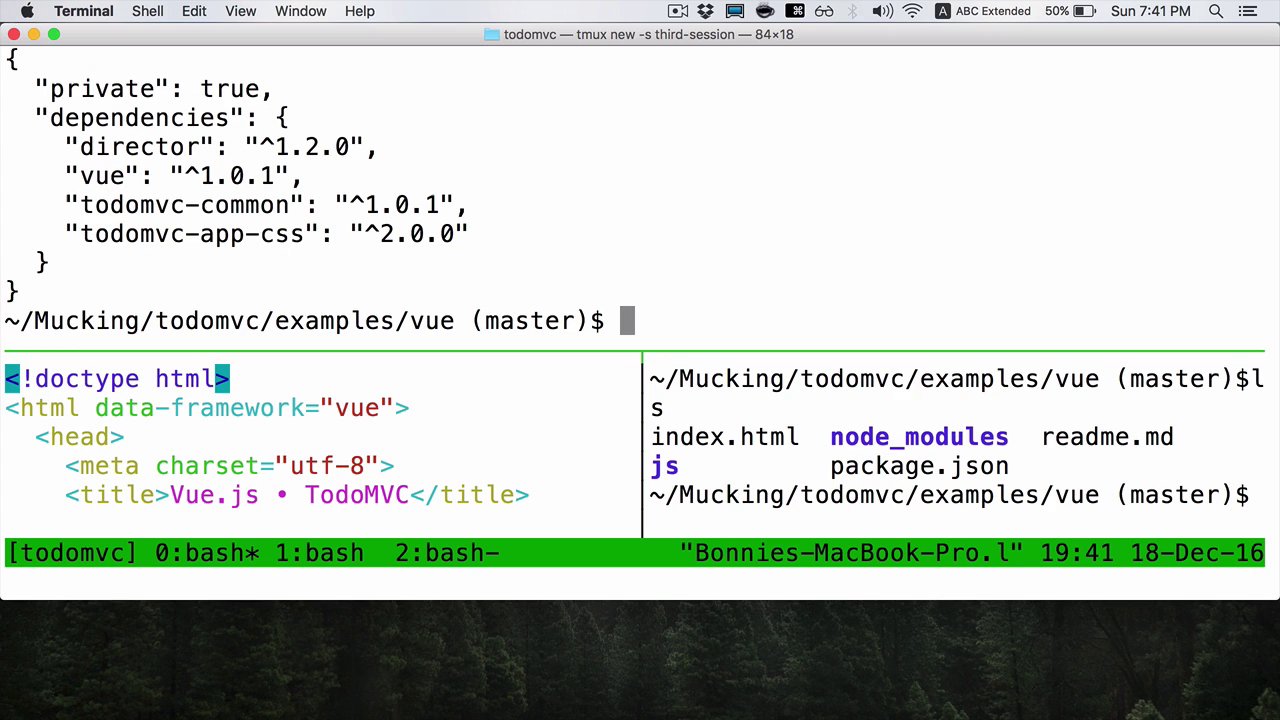 Terminal Shell Edit View Window Help A ABC Extended 50% Sun 7:41 PM
todomvc — tmux new -s third-session — 84×18
{
  "private": true,
  "dependencies": {
    "director": "^1.2.0",
    "vue": "^1.0.1",
    "todomvc-common": "^1.0.1",
    "todomvc-app-css": "^2.0.0"
  }
}
~/Mucking/todomvc/examples/vue (master)$
<!doctype html>
<html data-framework="vue">
  <head>
    <meta charset="utf-8">
    <title>Vue.js • TodoMVC</title>
~/Mucking/todomvc/examples/vue (master)$l
s
index.html  node_modules  readme.md
js          package.json
~/Mucking/todomvc/examples/vue (master)$
[todomvc] 0:bash* 1:bash  2:bash- "Bonnies-MacBook-Pro.l" 19:41 18-Dec-16